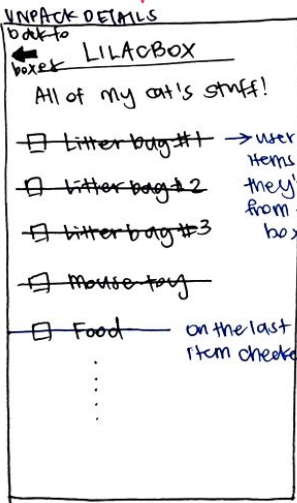 UNPACK DETAILS
back to
boxes
LILACBOX
All of my cat's stuff!
Litter bag #1 → user
items
Litter bag # 2 they'
from
Litter bag #3 box
Mouse toy
Food on the last
item checke